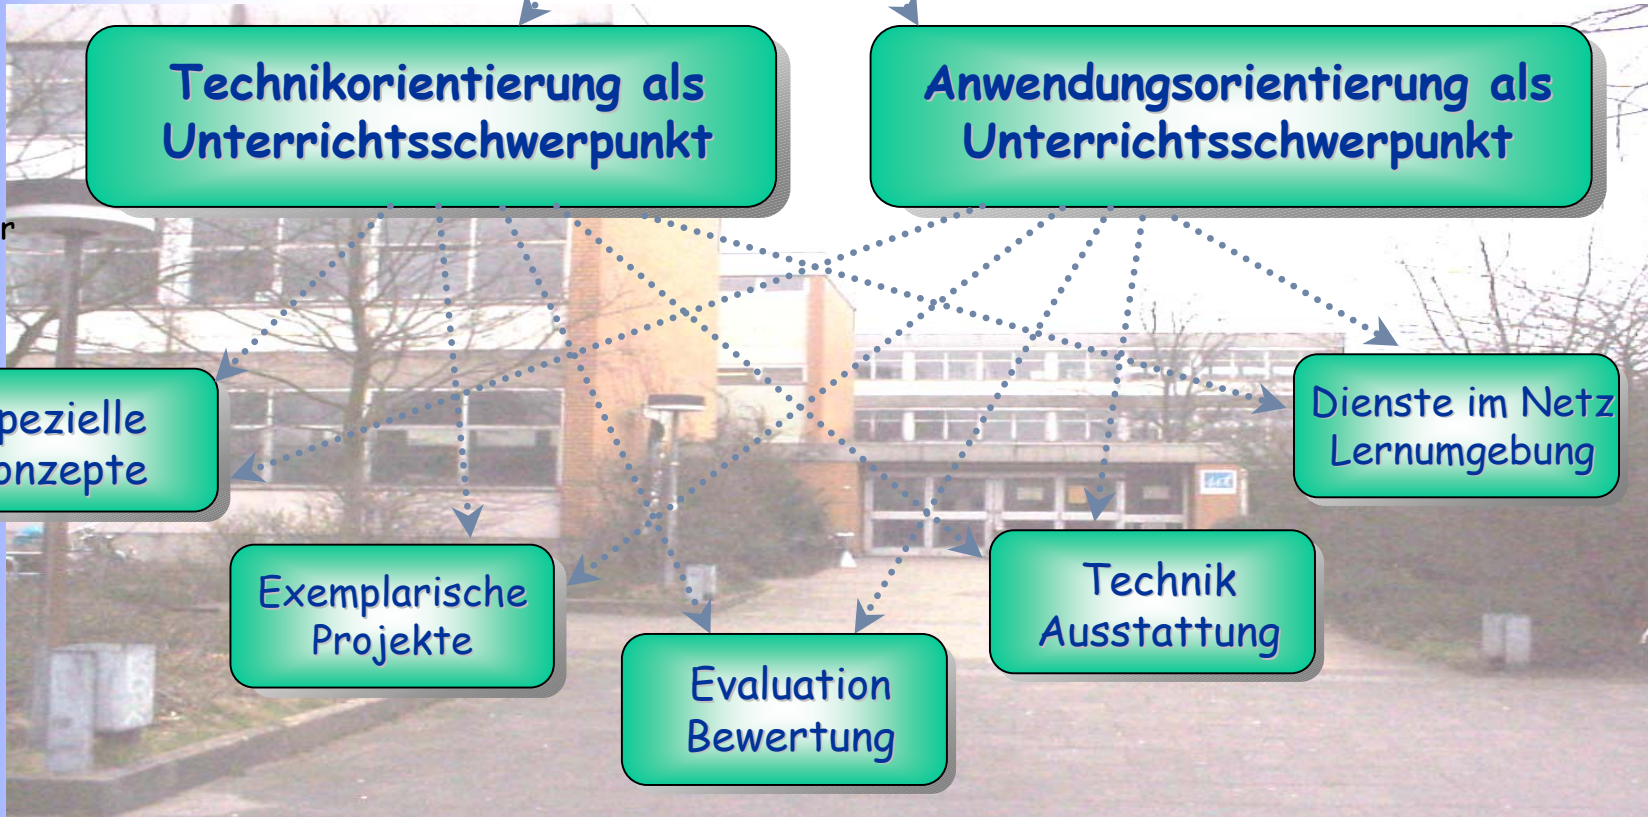 Technikorientierung als
Unterrichtsschwerpunkt
Anwendungsorientierung als
Unterrichtsschwerpunkt
r
pezielle
onzepte
Dienste im Netz
Lernumgebung
Exemplarische
Projekte
Technik
Ausstattung
Evaluation
Bewertung